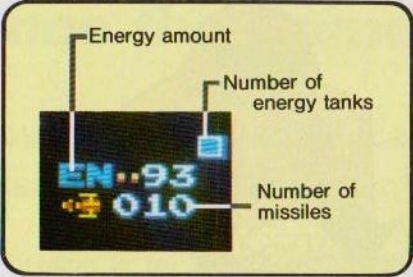 Energy amount
Number of
energy tanks
EN··93
010
Number of
missiles